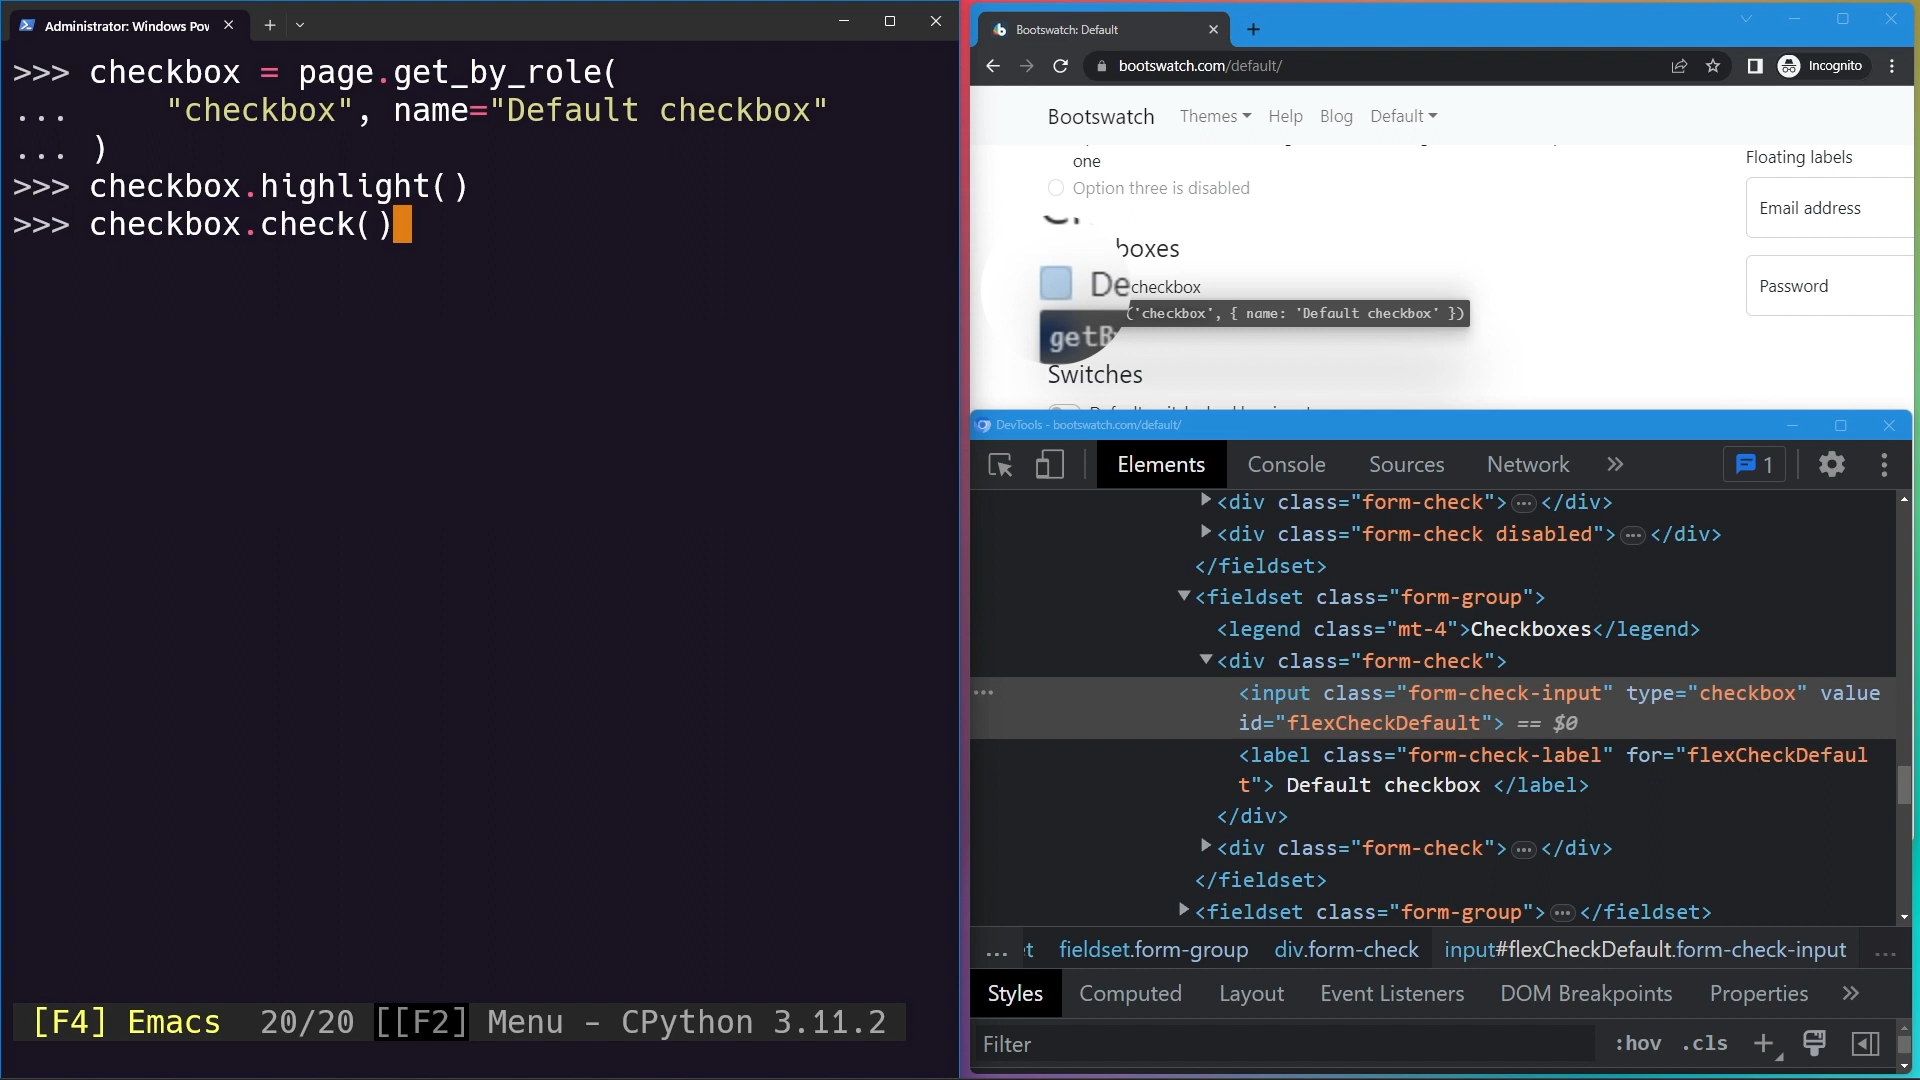 Administrator: Windows Pow
>>> checkbox = page.get_by_role(
... "checkbox", name="Default checkbox"
... )
>>> checkbox.highlight()
>>> checkbox.check()
[F4] Emacs 20/20 [[F2] Menu - CPython 3.11.2
Bootswatch: Default
bootswatch.com/default/
Incognito
Bootswatch Themes Help Blog Default
one
Option three is disabled
boxes
De checkbox
getB ('checkbox', { name: 'Default checkbox' })
Switches
Floating labels
Email address
Password
DevTools - bootswatch.com/default/
Elements Console Sources Network » 1
<div class="form-check"> ... </div>
<div class="form-check disabled"> ... </div>
</fieldset>
<fieldset class="form-group">
<legend class="mt-4">Checkboxes</legend>
<div class="form-check">
<input class="form-check-input" type="checkbox" value
id="flexCheckDefault"> == $0
<label class="form-check-label" for="flexCheckDefaul
t"> Default checkbox </label>
</div>
<div class="form-check"> ... </div>
</fieldset>
<fieldset class="form-group"> ... </fieldset>
... t fieldset.form-group div.form-check input#flexCheckDefault.form-check-input ...
Styles Computed Layout Event Listeners DOM Breakpoints Properties »
Filter :hov .cls +